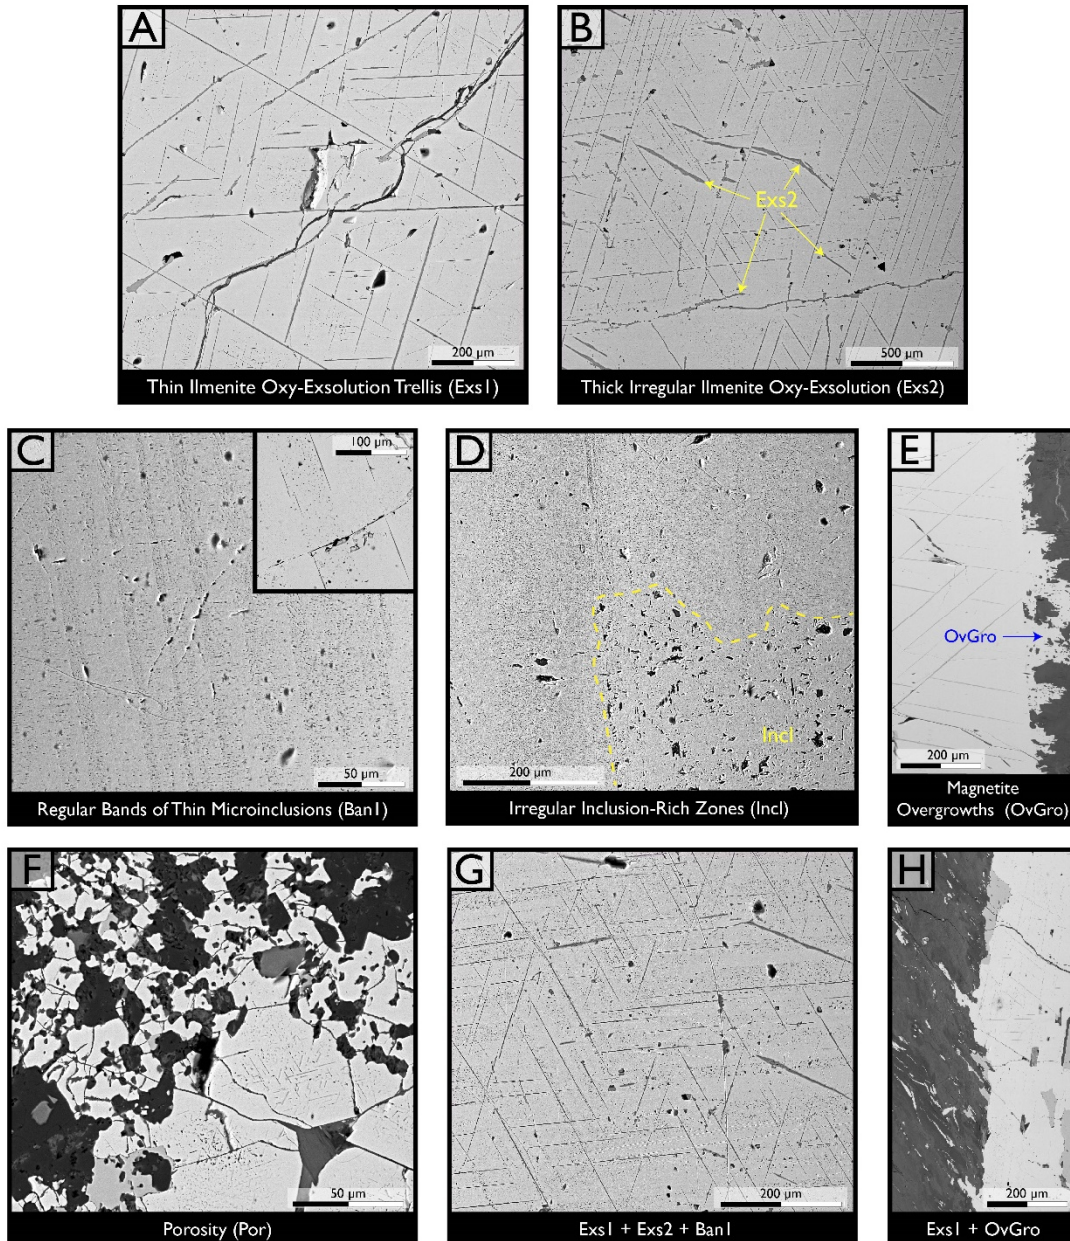 A
200 µm
Thin Ilmenite Oxy-Exsolution Trellis (Exs1)
B
Exs2
500 µm
Thick Irregular Ilmenite Oxy-Exsolution (Exs2)
C
100 µm
50 µm
Regular Bands of Thin Microinclusions (Ban1)
D
Incl
200 µm
Irregular Inclusion-Rich Zones (Incl)
E
OvGro
200 µm
Magnetite
Overgrowths (OvGro)
F
50 µm
Porosity (Por)
G
200 µm
Exs1 + Exs2 + Ban1
H
200 µm
Exs1 + OvGro